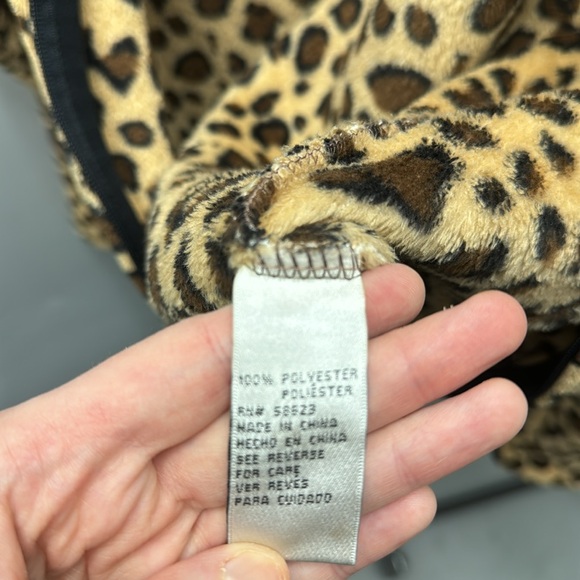 100% POLYESTER
POLIÉSTER
RN# 58623
MADE IN CHINA
HECHO EN CHINA
SEE REVERSE
FOR CARE
VER REVES
PARA CUIDADO